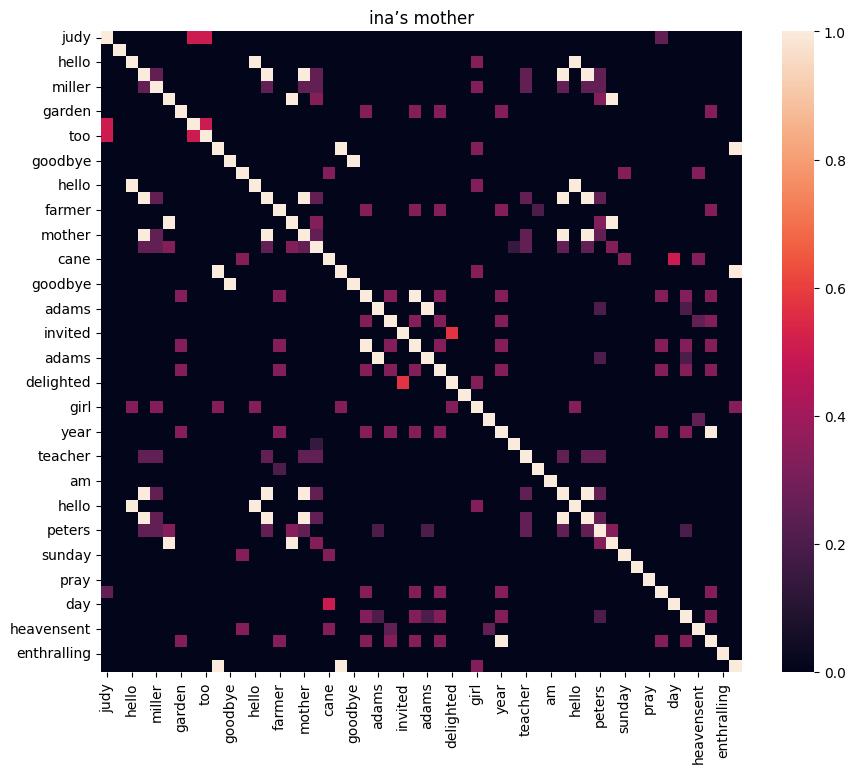 ina’s mother
judy
hello
miller
garden
too
goodbye
hello
farmer
mother
cane
goodbye
adams
invited
adams
delighted
girl
year
teacher
am
hello
peters
sunday
pray
day
heavensent
enthralling
1.0
0.8
0.6
0.4
0.2
0.0
judy
hello
miller
garden
too
goodbye
hello
farmer
mother
cane
goodbye
adams
invited
adams
delighted
girl
year
teacher
am
hello
peters
sunday
pray
day
heavensent
enthralling